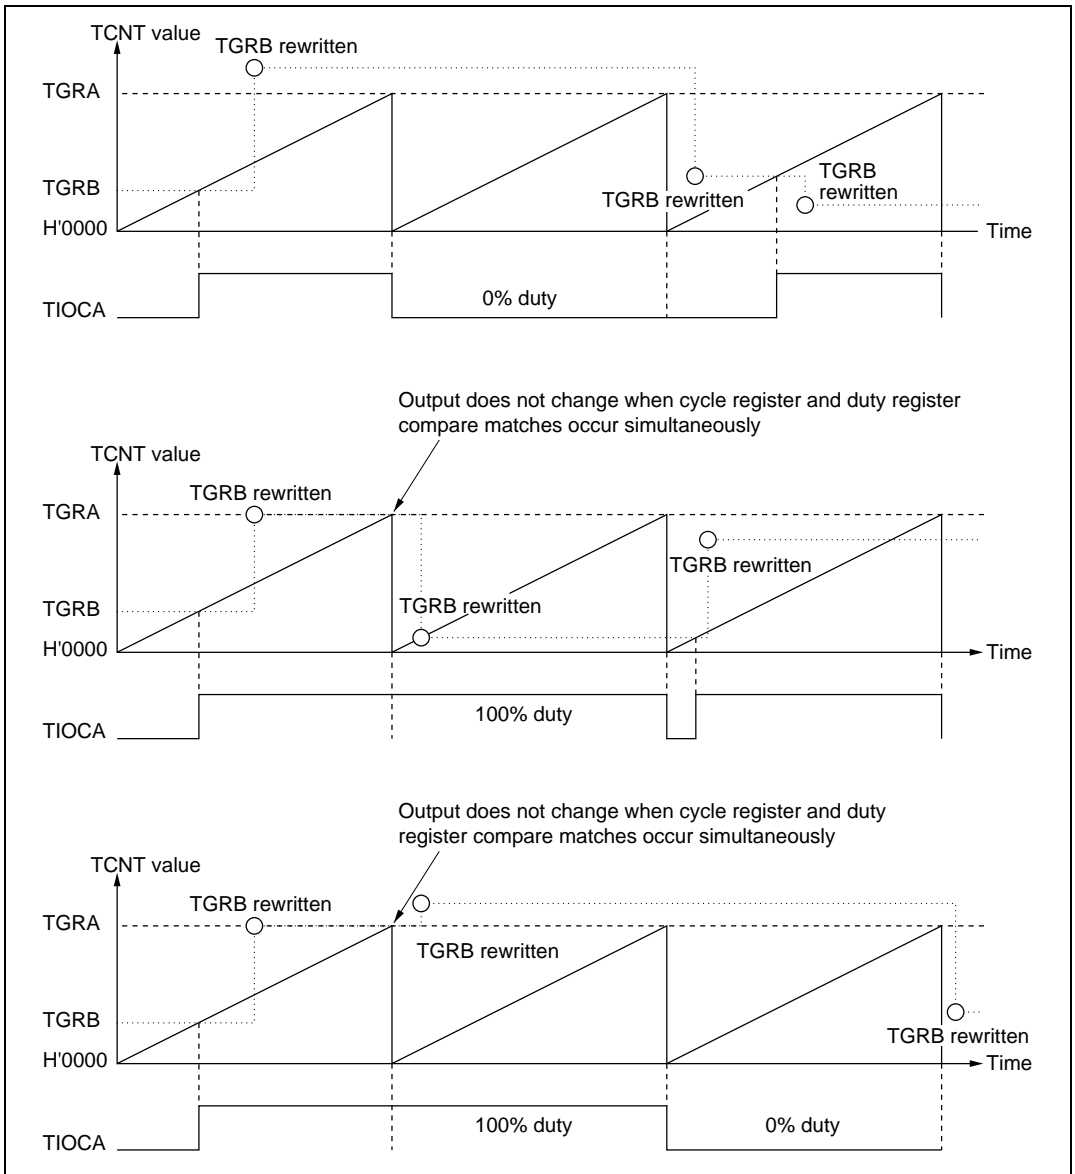 TCNT value
TGRB rewritten
TGRA
TGRB
TGRB
rewritten
TGRB rewritten
H'0000
Time
0% duty
TIOCA
Output does not change when cycle register and duty register
compare matches occur simultaneously
TCNT value
TGRB rewritten
TGRA
TGRB rewritten
TGRB
TGRB rewritten
H'0000
Time
100% duty
TIOCA
Output does not change when cycle register and duty
register compare matches occur simultaneously
TCNT value
TGRB rewritten
TGRA
TGRB rewritten
TGRB
TGRB rewritten
H'0000
Time
100% duty
0% duty
TIOCA